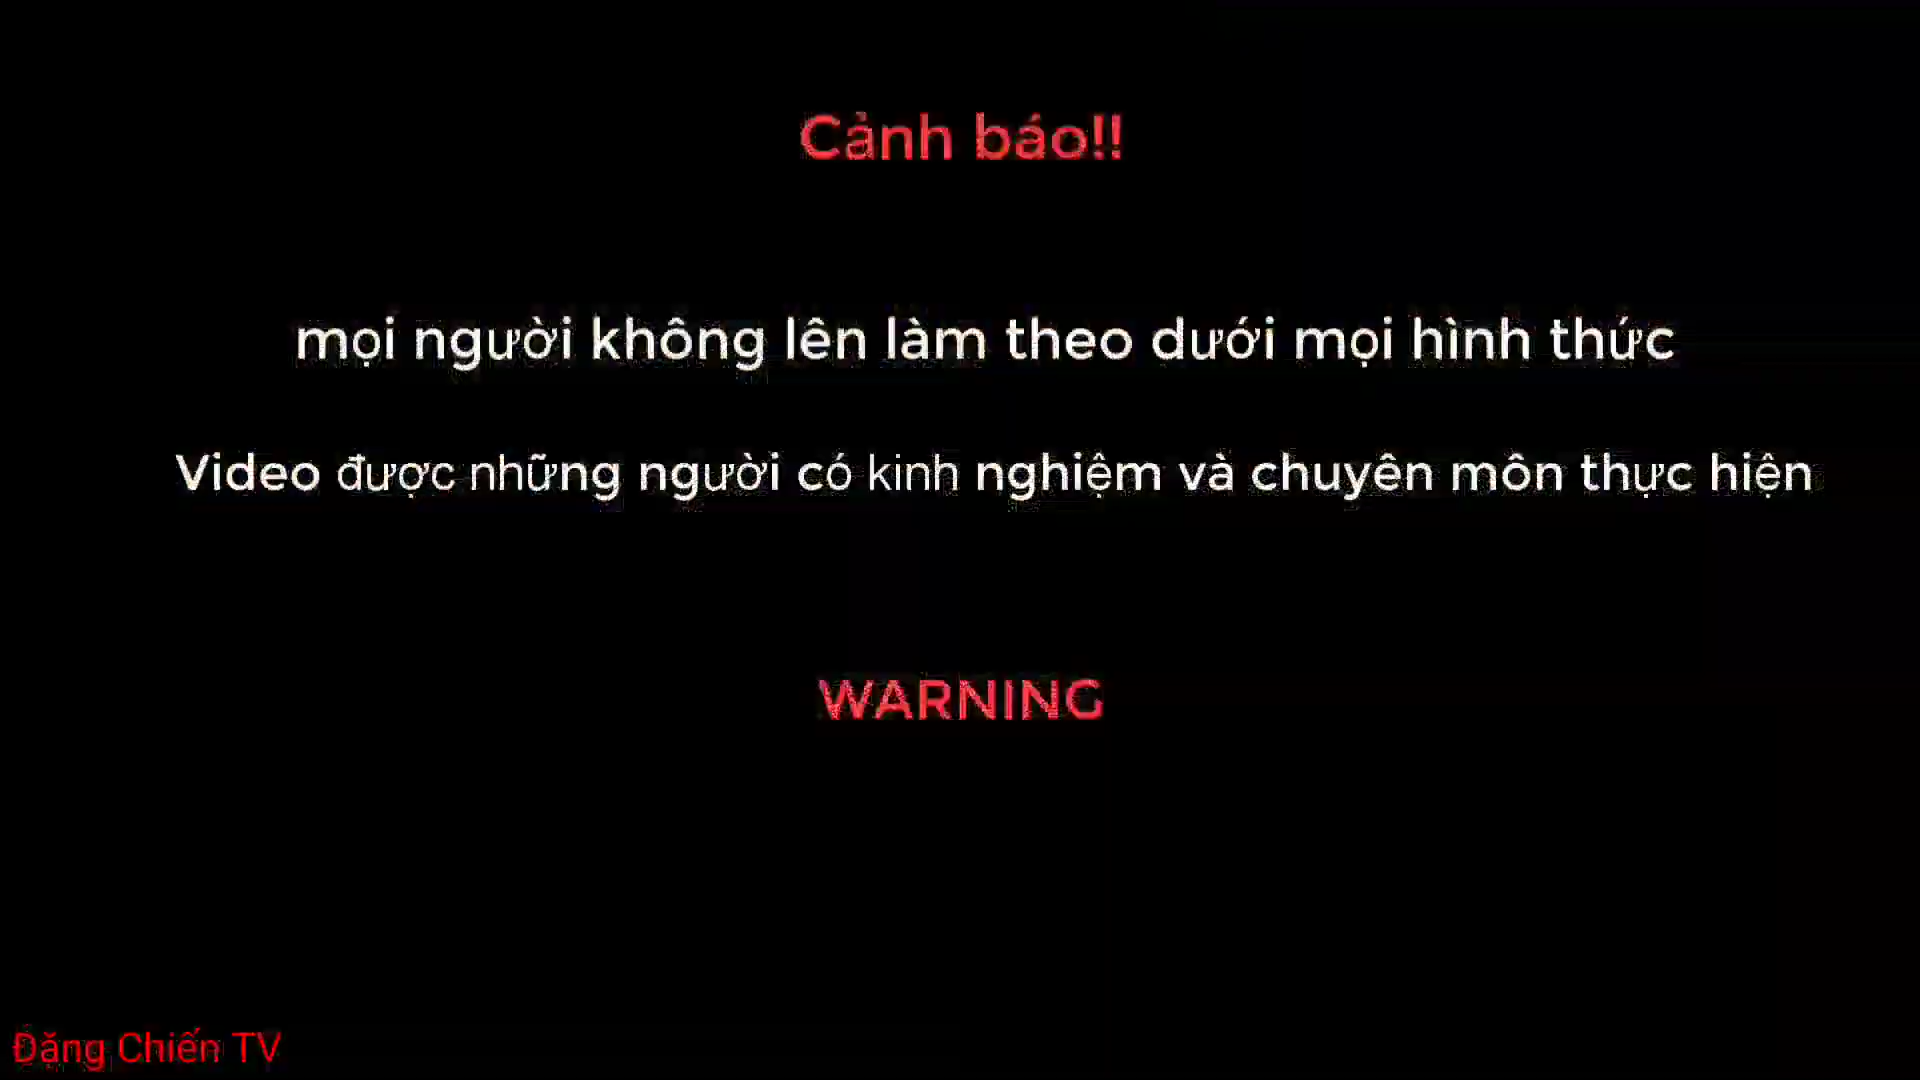 Cảnh báo!!
mọi người không lên làm theo dưới mọi hình thức
Video được những người có kinh nghiệm và chuyên môn thực hiện
WARNING
Đặng Chiến TV